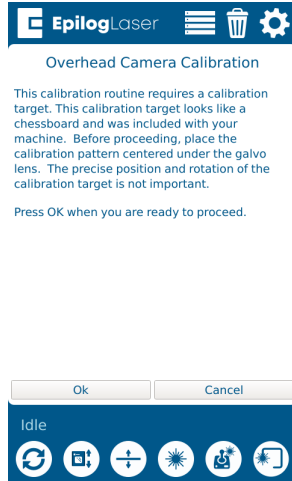 EpilogLaser
Overhead Camera Calibration
This calibration routine requires a calibration
target. This calibration target looks like a
chessboard and was included with your
machine.  Before proceeding, place the
calibration pattern centered under the galvo
lens.  The precise position and rotation of the
calibration target is not important.
Press OK when you are ready to proceed.
Ok
Cancel
Idle